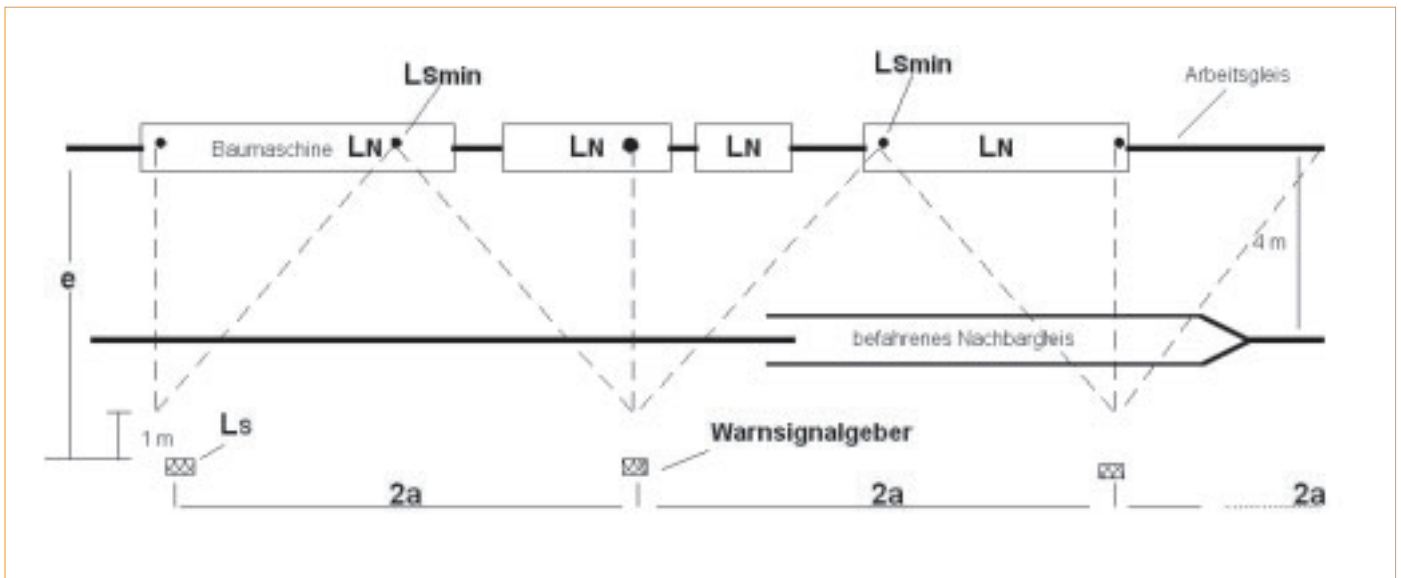 LSmin
LSmin
Arbeitsgleis
Baumaschine LN
LN
LN
LN
4 m
e
befahrenes Nachbargleis
LS
1 m
Warnsignalgeber
2a
2a
2a